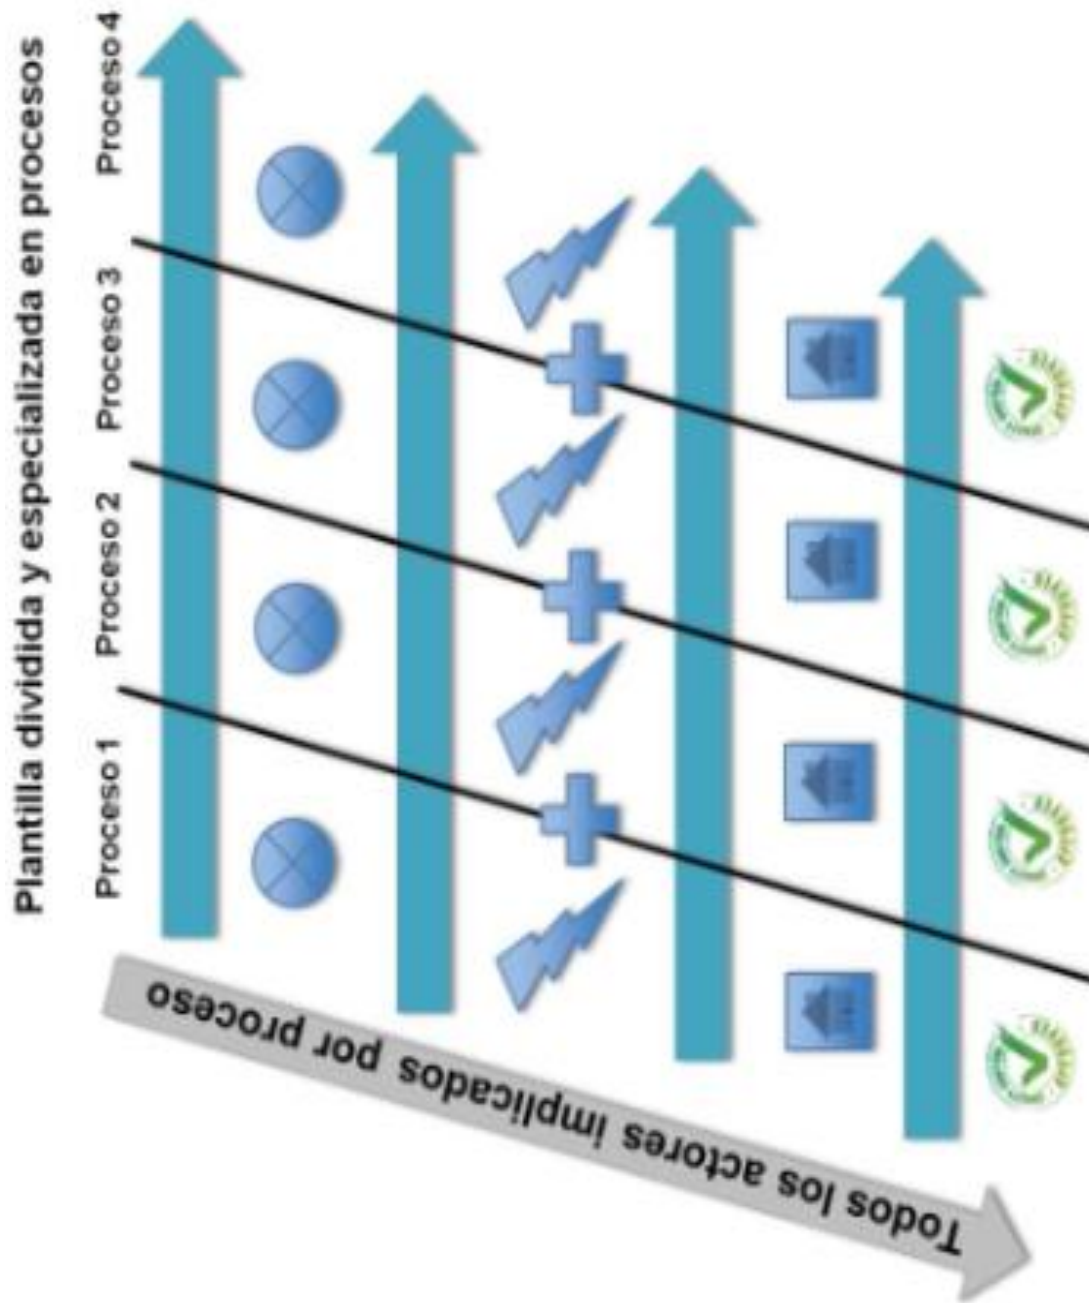 Plantilla dividida y especializada en procesos
Proceso 1
Proceso 2
Proceso 3
Proceso 4
Todos los actores implicados por proceso